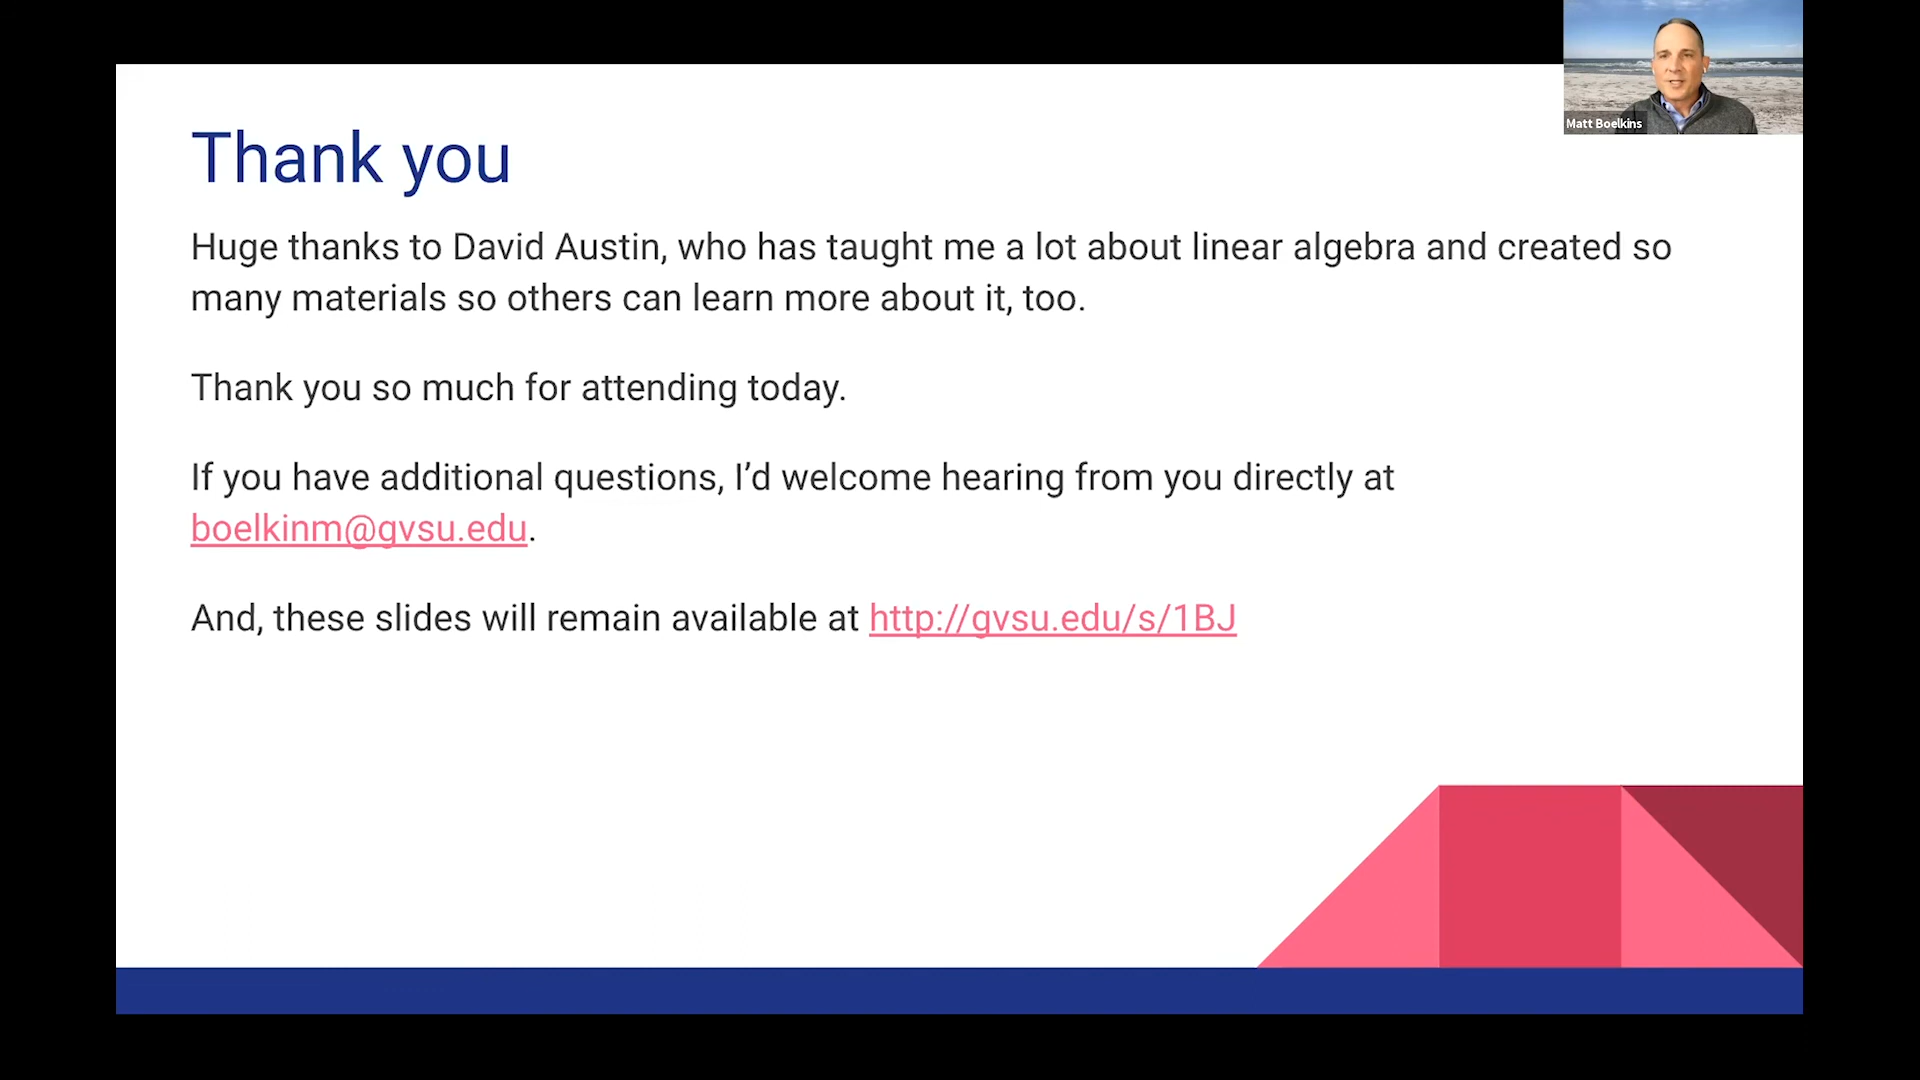 Matt Boelkins
Thank you
Huge thanks to David Austin, who has taught me a lot about linear algebra and created so
many materials so others can learn more about it, too.
Thank you so much for attending today.
If you have additional questions, I’d welcome hearing from you directly at
boelkinm@gvsu.edu.
And, these slides will remain available at http://gvsu.edu/s/1BJ